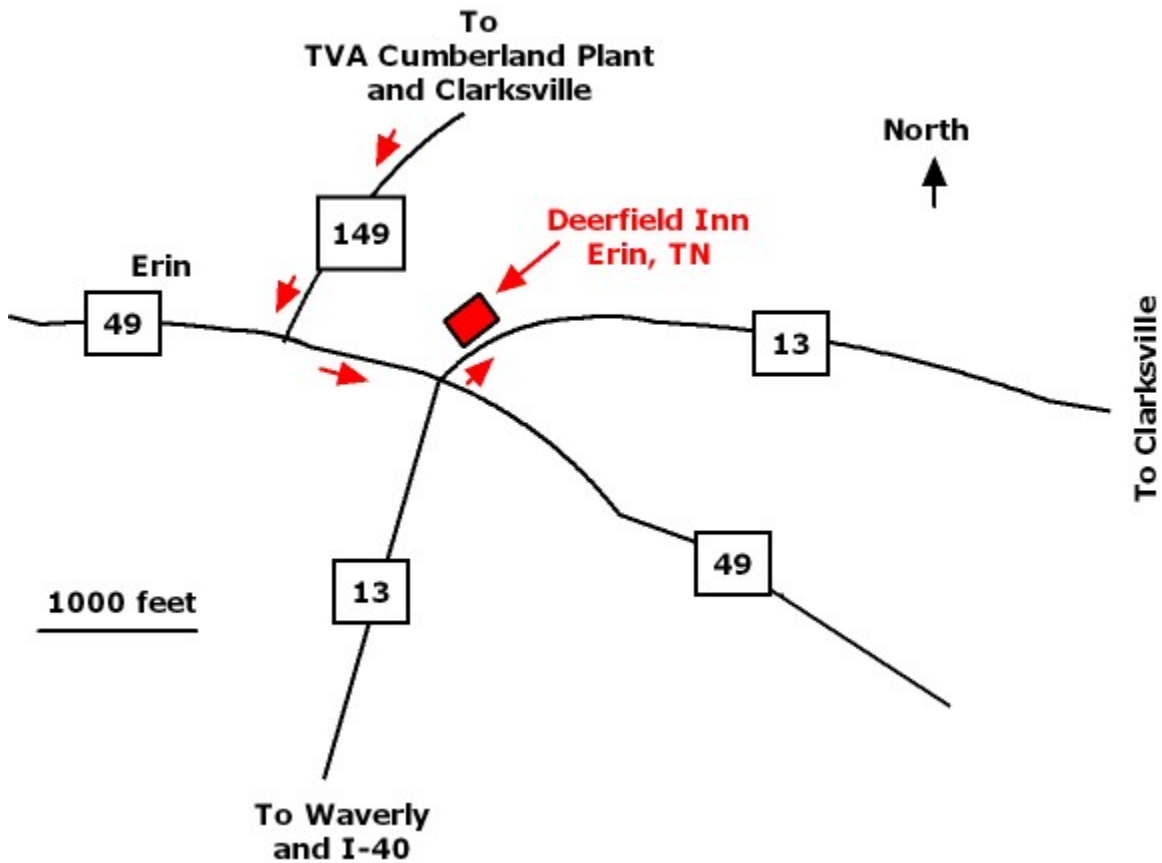 To
TVA Cumberland Plant
and Clarksville
North
149
Deerfield Inn
Erin, TN
Erin
49
13
To Clarksville
49
13
1000 feet
To Waverly
and I-40